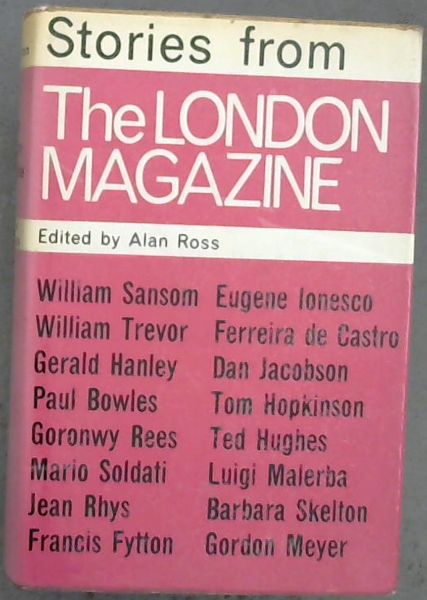 Stories from
The LONDON
MAGAZINE
Edited by Alan Ross
William Sansom Eugene Ionesco
William Trevor Ferreira de Castro
Gerald Hanley Dan Jacobson
Paul Bowles Tom Hopkinson
Goronwy Rees Ted Hughes
Mario Soldati Luigi Malerba
Jean Rhys Barbara Skelton
Francis Fytton Gordon Meyer